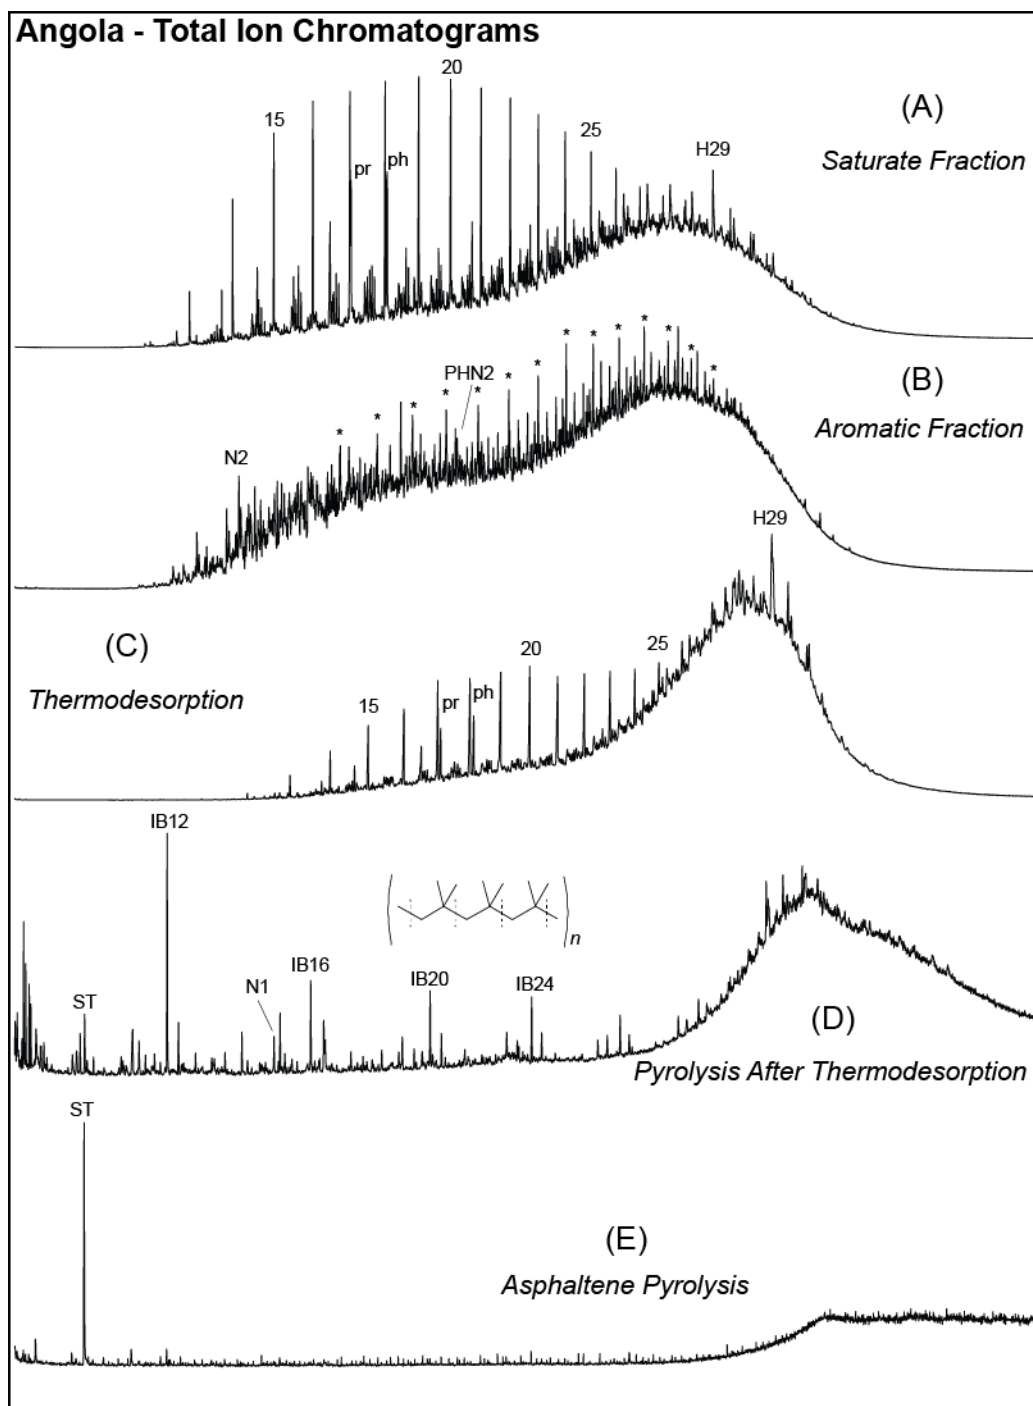 Angola - Total Ion Chromatograms
20
(A)
15
25
H29
Saturate Fraction
pr
ph
* * * * * * * * * * * * *
PHN2
(B)
N2
Aromatic Fraction
H29
(C)
20
25
Thermodesorption
15
pr
ph
IB12
n
IB16
IB20
IB24
N1
ST
(D)
Pyrolysis After Thermodesorption
ST
(E)
Asphaltene Pyrolysis